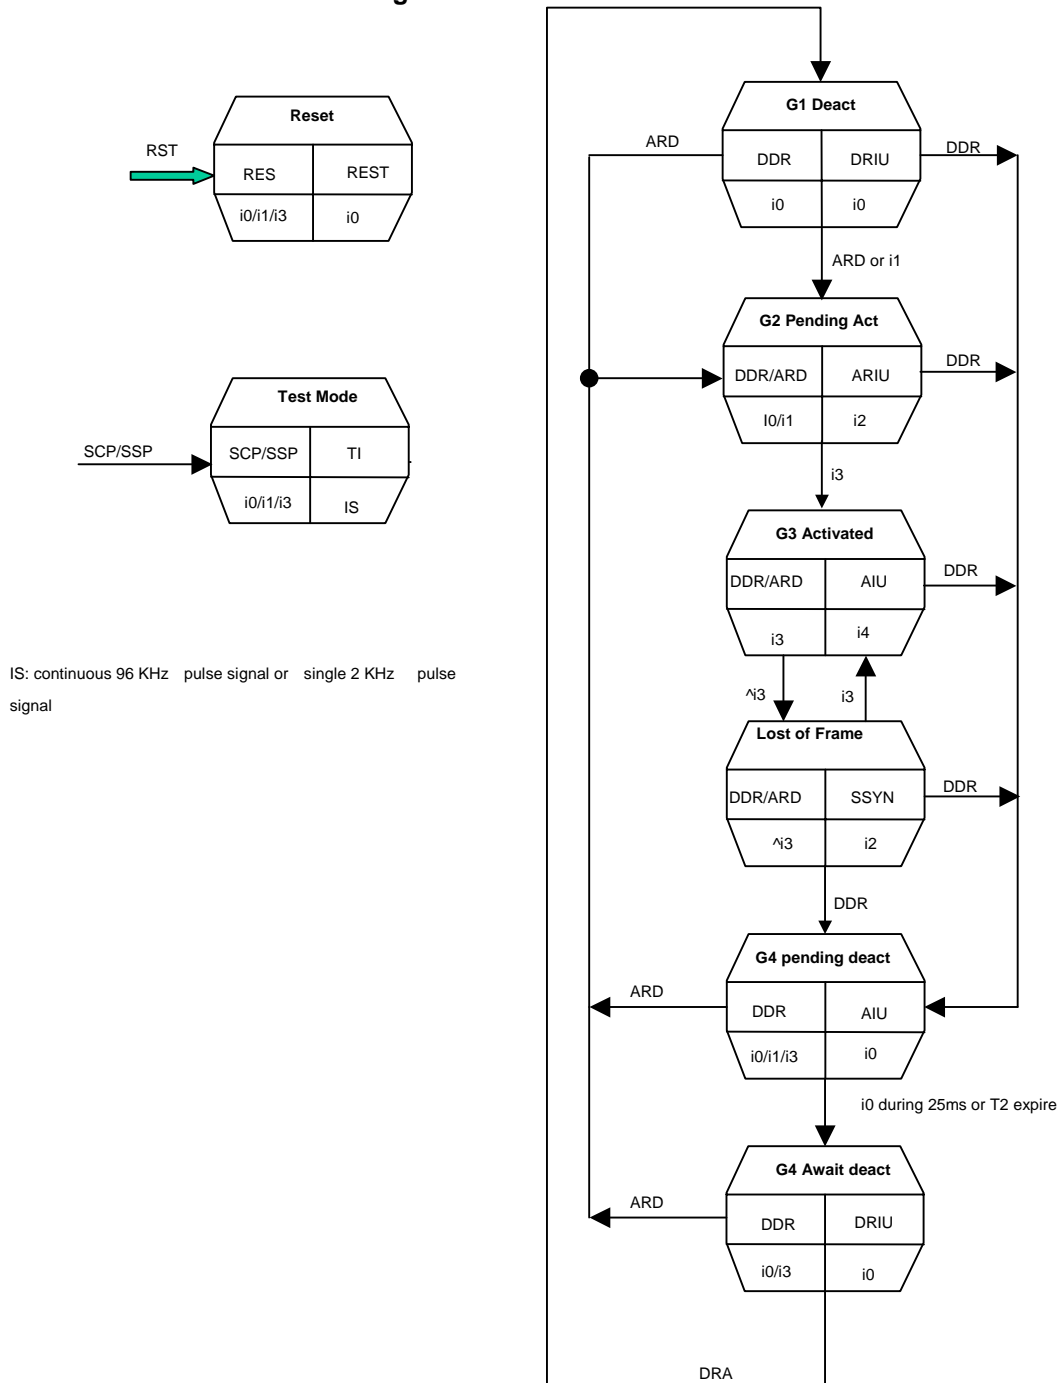 Reset
RST
RES REST
i0/i1/i3 i0
Test Mode
SCP/SSP
SCP/SSP TI
i0/i1/i3 IS
IS: continuous 96 KHz pulse signal or single 2 KHz pulse
signal
G1 Deact
ARD
DDR DRIU
DDR
i0 i0
ARD or i1
G2 Pending Act
DDR/ARD ARIU
DDR
I0/i1 i2
i3
G3 Activated
DDR/ARD AIU
DDR
i3 i4
^i3 i3
Lost of Frame
DDR/ARD SSYN
DDR
^i3 i2
DDR
G4 pending deact
ARD
DDR AIU
i0/i1/i3 i0
i0 during 25ms or T2 expire
G4 Await deact
ARD
DDR DRIU
i0/i3 i0
DRA